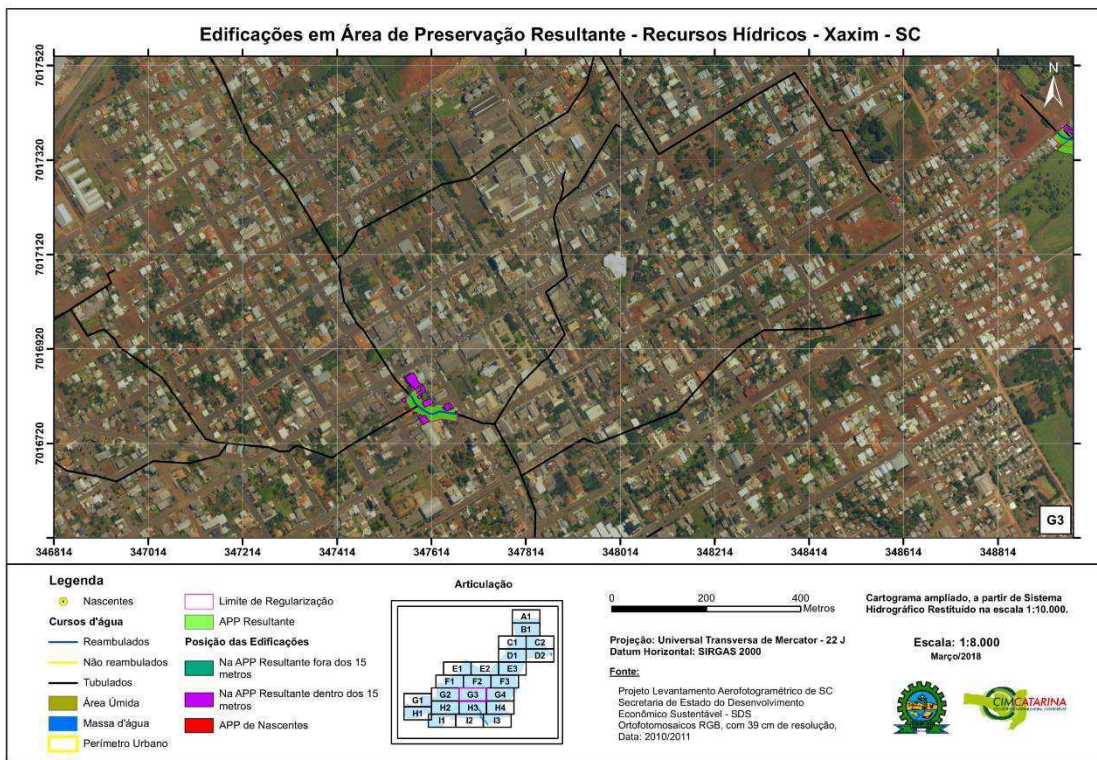 Edificações em Área de Preservação Resultante - Recursos Hídricos - Xaxim - SC
N
7017520
7017320
7017120
7016920
7016720
G3
346814
347014
347214
347414
347614
347814
348014
348214
348414
348614
348814
Legenda
Nascentes
Cursos d'água
Reambulados
Não reambulados
Tubulados
Área Úmida
Massa d'água
Perímetro Urbano
Limite de Regularização
APP Resultante
Posição das Edificações
Na APP Resultante fora dos 15
metros
Na APP Resultante dentro dos 15
metros
APP de Nascentes
Articulação
A1
B1
C1 C2
D1 D2
E1 E2 E3
F1 F2 F3
G1 G2 G3 G4
H1 H2 H3 H4
I1 I2 I3
0 200 400
Metros
Projeção: Universal Transversa de Mercator - 22 J
Datum Horizontal: SIRGAS 2000
Fonte:
Projeto Levantamento Aerofotogramétrico de SC
Secretaria de Estado do Desenvolvimento
Econômico Sustentável - SDS
Ortofotomosaicos RGB, com 39 cm de resolução,
Data: 2010/2011
Cartograma ampliado, a partir de Sistema
Hidrográfico Restituído na escala 1:10.000.
Escala: 1:8.000
Março/2018
CIMCATARINA